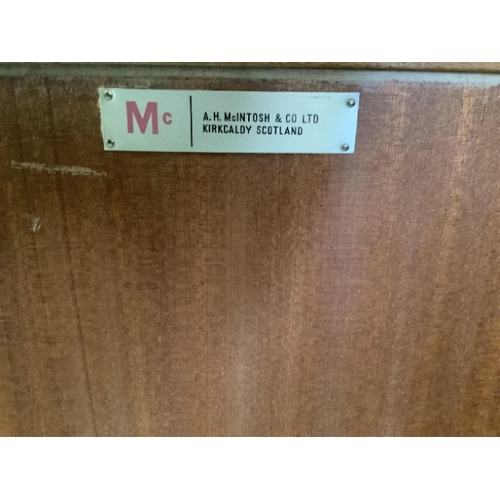 Mc
A.H. McINTOSH & CO LTD
KIRKCALDY SCOTLAND